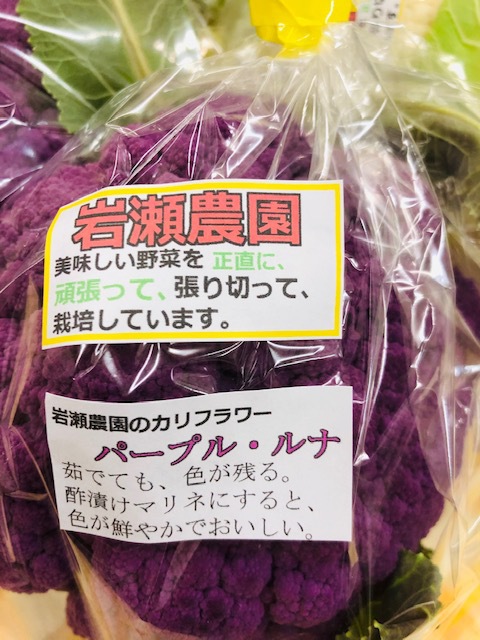 岩瀬農園
美味しい野菜を 正直に、
頑張って、張り切って、
栽培しています。
岩瀬農園のカリフラワー
パープル・ルナ
茹でても、色が残る。
酢漬けマリネにすると、
色が鮮やかでおいしい。